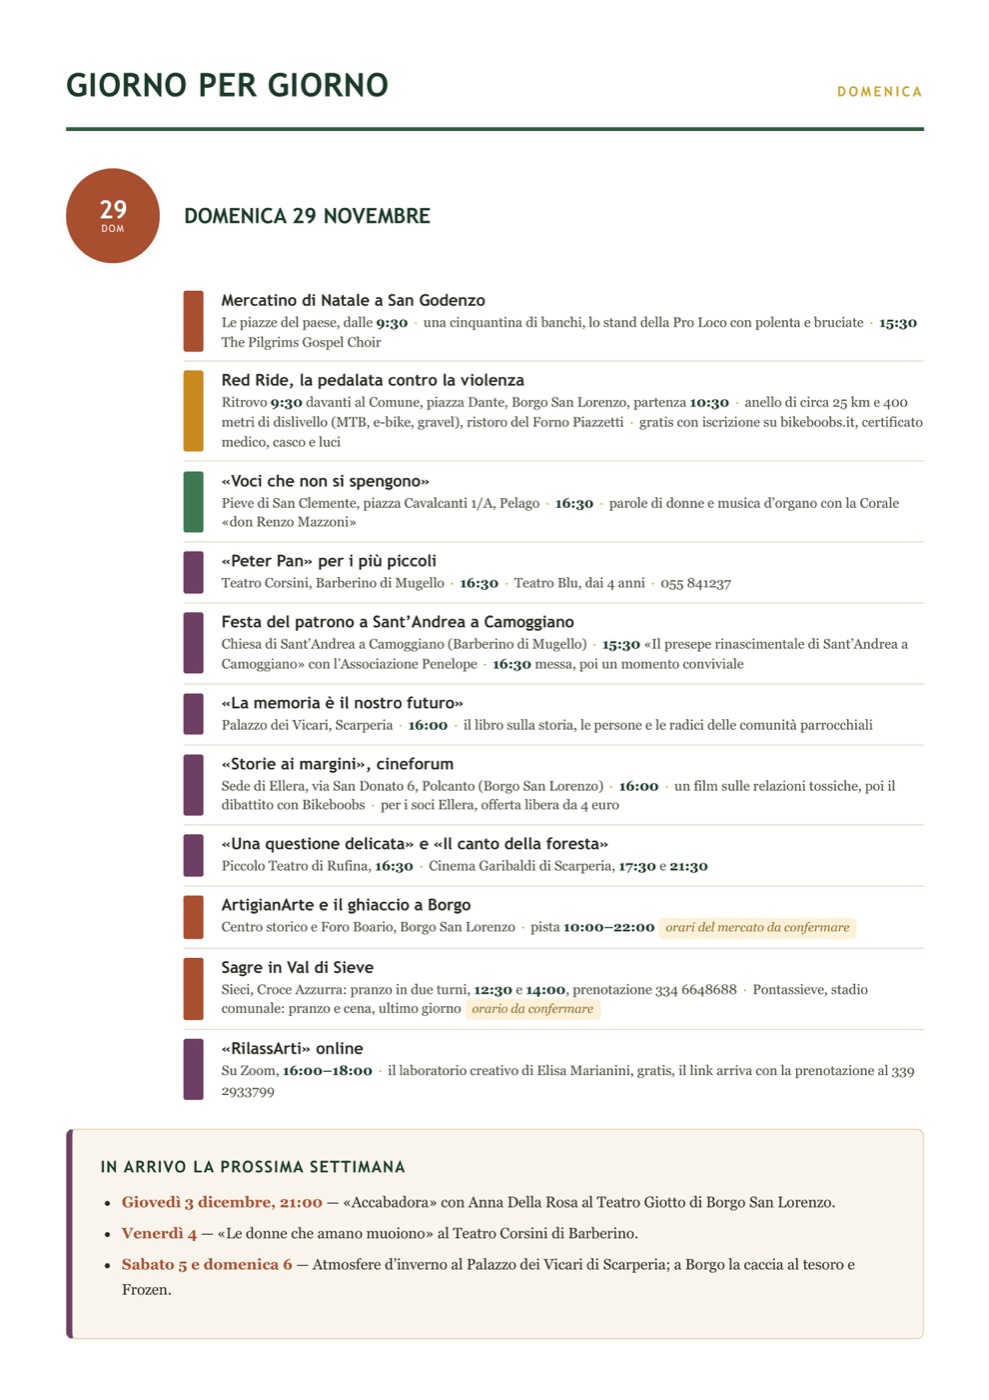 GIORNO PER GIORNO
DOMENICA
29
DOM
DOMENICA 29 NOVEMBRE
Mercatino di Natale a San Godenzo
Le piazze del paese, dalle 9:30 · una cinquantina di banchi, lo stand della Pro Loco con polenta e bruciate · 15:30
The Pilgrims Gospel Choir
Red Ride, la pedalata contro la violenza
Ritrovo 9:30 davanti al Comune, piazza Dante, Borgo San Lorenzo, partenza 10:30 · anello di circa 25 km e 400
metri di dislivello (MTB, e-bike, gravel), ristoro del Forno Piazzetti · gratis con iscrizione su bikeboobs.it, certificato
medico, casco e luci
«Voci che non si spengono»
Pieve di San Clemente, piazza Cavalcanti 1/A, Pelago · 16:30 · parole di donne e musica d’organo con la Corale
«don Renzo Mazzoni»
«Peter Pan» per i più piccoli
Teatro Corsini, Barberino di Mugello · 16:30 · Teatro Blu, dai 4 anni · 055 841237
Festa del patrono a Sant’Andrea a Camoggiano
Chiesa di Sant’Andrea a Camoggiano (Barberino di Mugello) · 15:30 «Il presepe rinascimentale di Sant’Andrea a
Camoggiano» con l’Associazione Penelope · 16:30 messa, poi un momento conviviale
«La memoria è il nostro futuro»
Palazzo dei Vicari, Scarperia · 16:00 · il libro sulla storia, le persone e le radici delle comunità parrocchiali
«Storie ai margini», cineforum
Sede di Ellera, via San Donato 6, Polcanto (Borgo San Lorenzo) · 16:00 · un film sulle relazioni tossiche, poi il
dibattito con Bikeboobs · per i soci Ellera, offerta libera da 4 euro
«Una questione delicata» e «Il canto della foresta»
Piccolo Teatro di Rufina, 16:30 · Cinema Garibaldi di Scarperia, 17:30 e 21:30
ArtigianArte e il ghiaccio a Borgo
Centro storico e Foro Boario, Borgo San Lorenzo · pista 10:00–22:00 orari del mercato da confermare
Sagre in Val di Sieve
Sieci, Croce Azzurra: pranzo in due turni, 12:30 e 14:00, prenotazione 334 6648688 · Pontassieve, stadio
comunale: pranzo e cena, ultimo giorno orario da confermare
«RilassArti» online
Su Zoom, 16:00–18:00 · il laboratorio creativo di Elisa Marianini, gratis, il link arriva con la prenotazione al 339
2933799
IN ARRIVO LA PROSSIMA SETTIMANA
• Giovedì 3 dicembre, 21:00 — «Accabadora» con Anna Della Rosa al Teatro Giotto di Borgo San Lorenzo.
• Venerdì 4 — «Le donne che amano muoiono» al Teatro Corsini di Barberino.
• Sabato 5 e domenica 6 — Atmosfere d’inverno al Palazzo dei Vicari di Scarperia; a Borgo la caccia al tesoro e
Frozen.